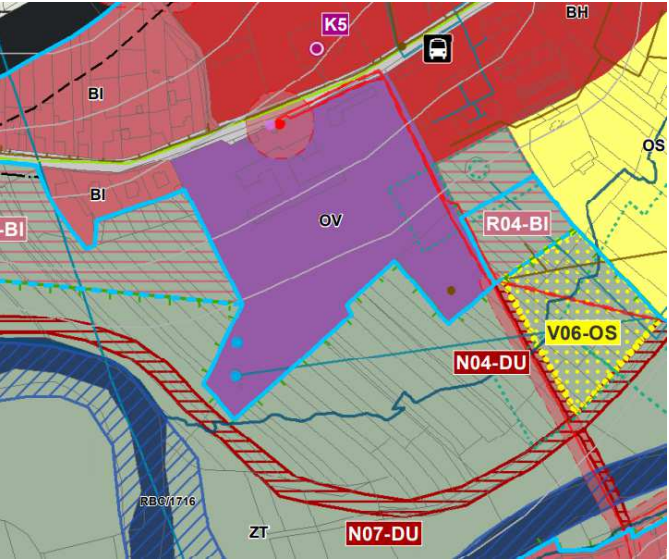 K5
BH
BI
OS
BI
OV
-BI
R04-BI
V06-OS
N04-DU
RBC/1716
ZT
N07-DU